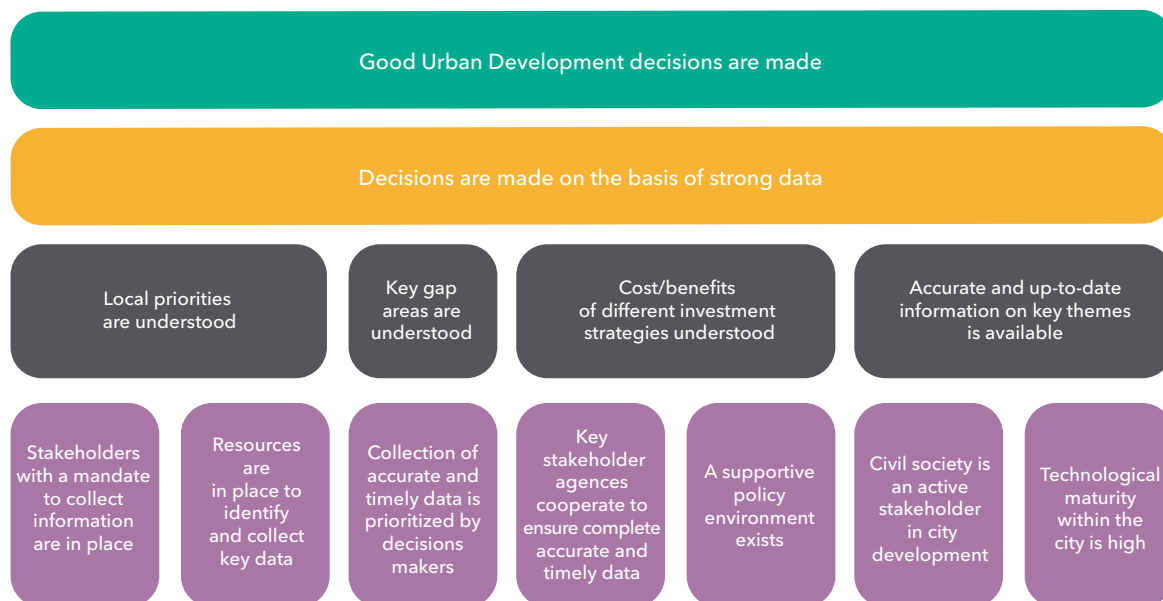 Good Urban Development decisions are made
Decisions are made on the basis of strong data
Local priorities
are understood
Key gap
areas are
understood
Cost/benefits
of different investment
strategies understood
Accurate and up-to-date
information on key themes
is available
Stakeholders
with a mandate
to collect
information
are in place
Resources
are
in place to
identify
and collect
key data
Collection of
accurate and
timely data is
prioritized by
decisions
makers
Key
stakeholder
agences
cooperate to
ensure complete
accurate and
timely data
A supportive
policy
environment
exists
Civil society is
an active
stakeholder
in city
development
Technological
maturity
within the
city is high